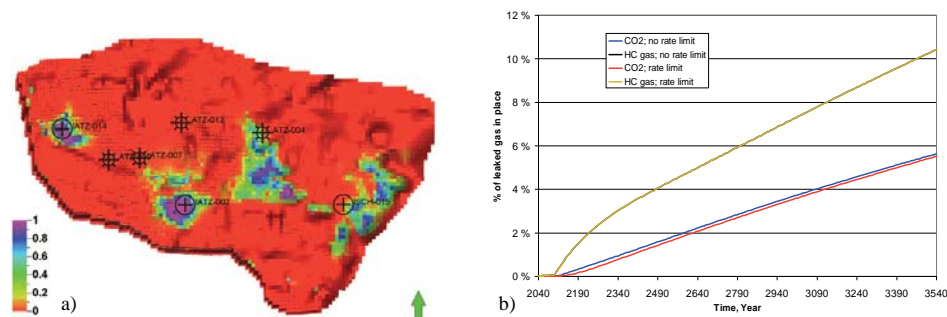 ATZ-014
ATZ-012
ATZ-004
ATZ-007
ATZ-002
1
0.8
0.6
0.4
0.2
0
a)
12 %
10 %
8 %
6 %
4 %
2 %
0 %
% of leaked gas in place
CO2; no rate limit
HC gas; no rate limit
CO2; rate limit
HC gas; rate limit
2040 2190 2340 2490 2640 2790 2940 3090 3240 3390 3540
Time, Year
b)